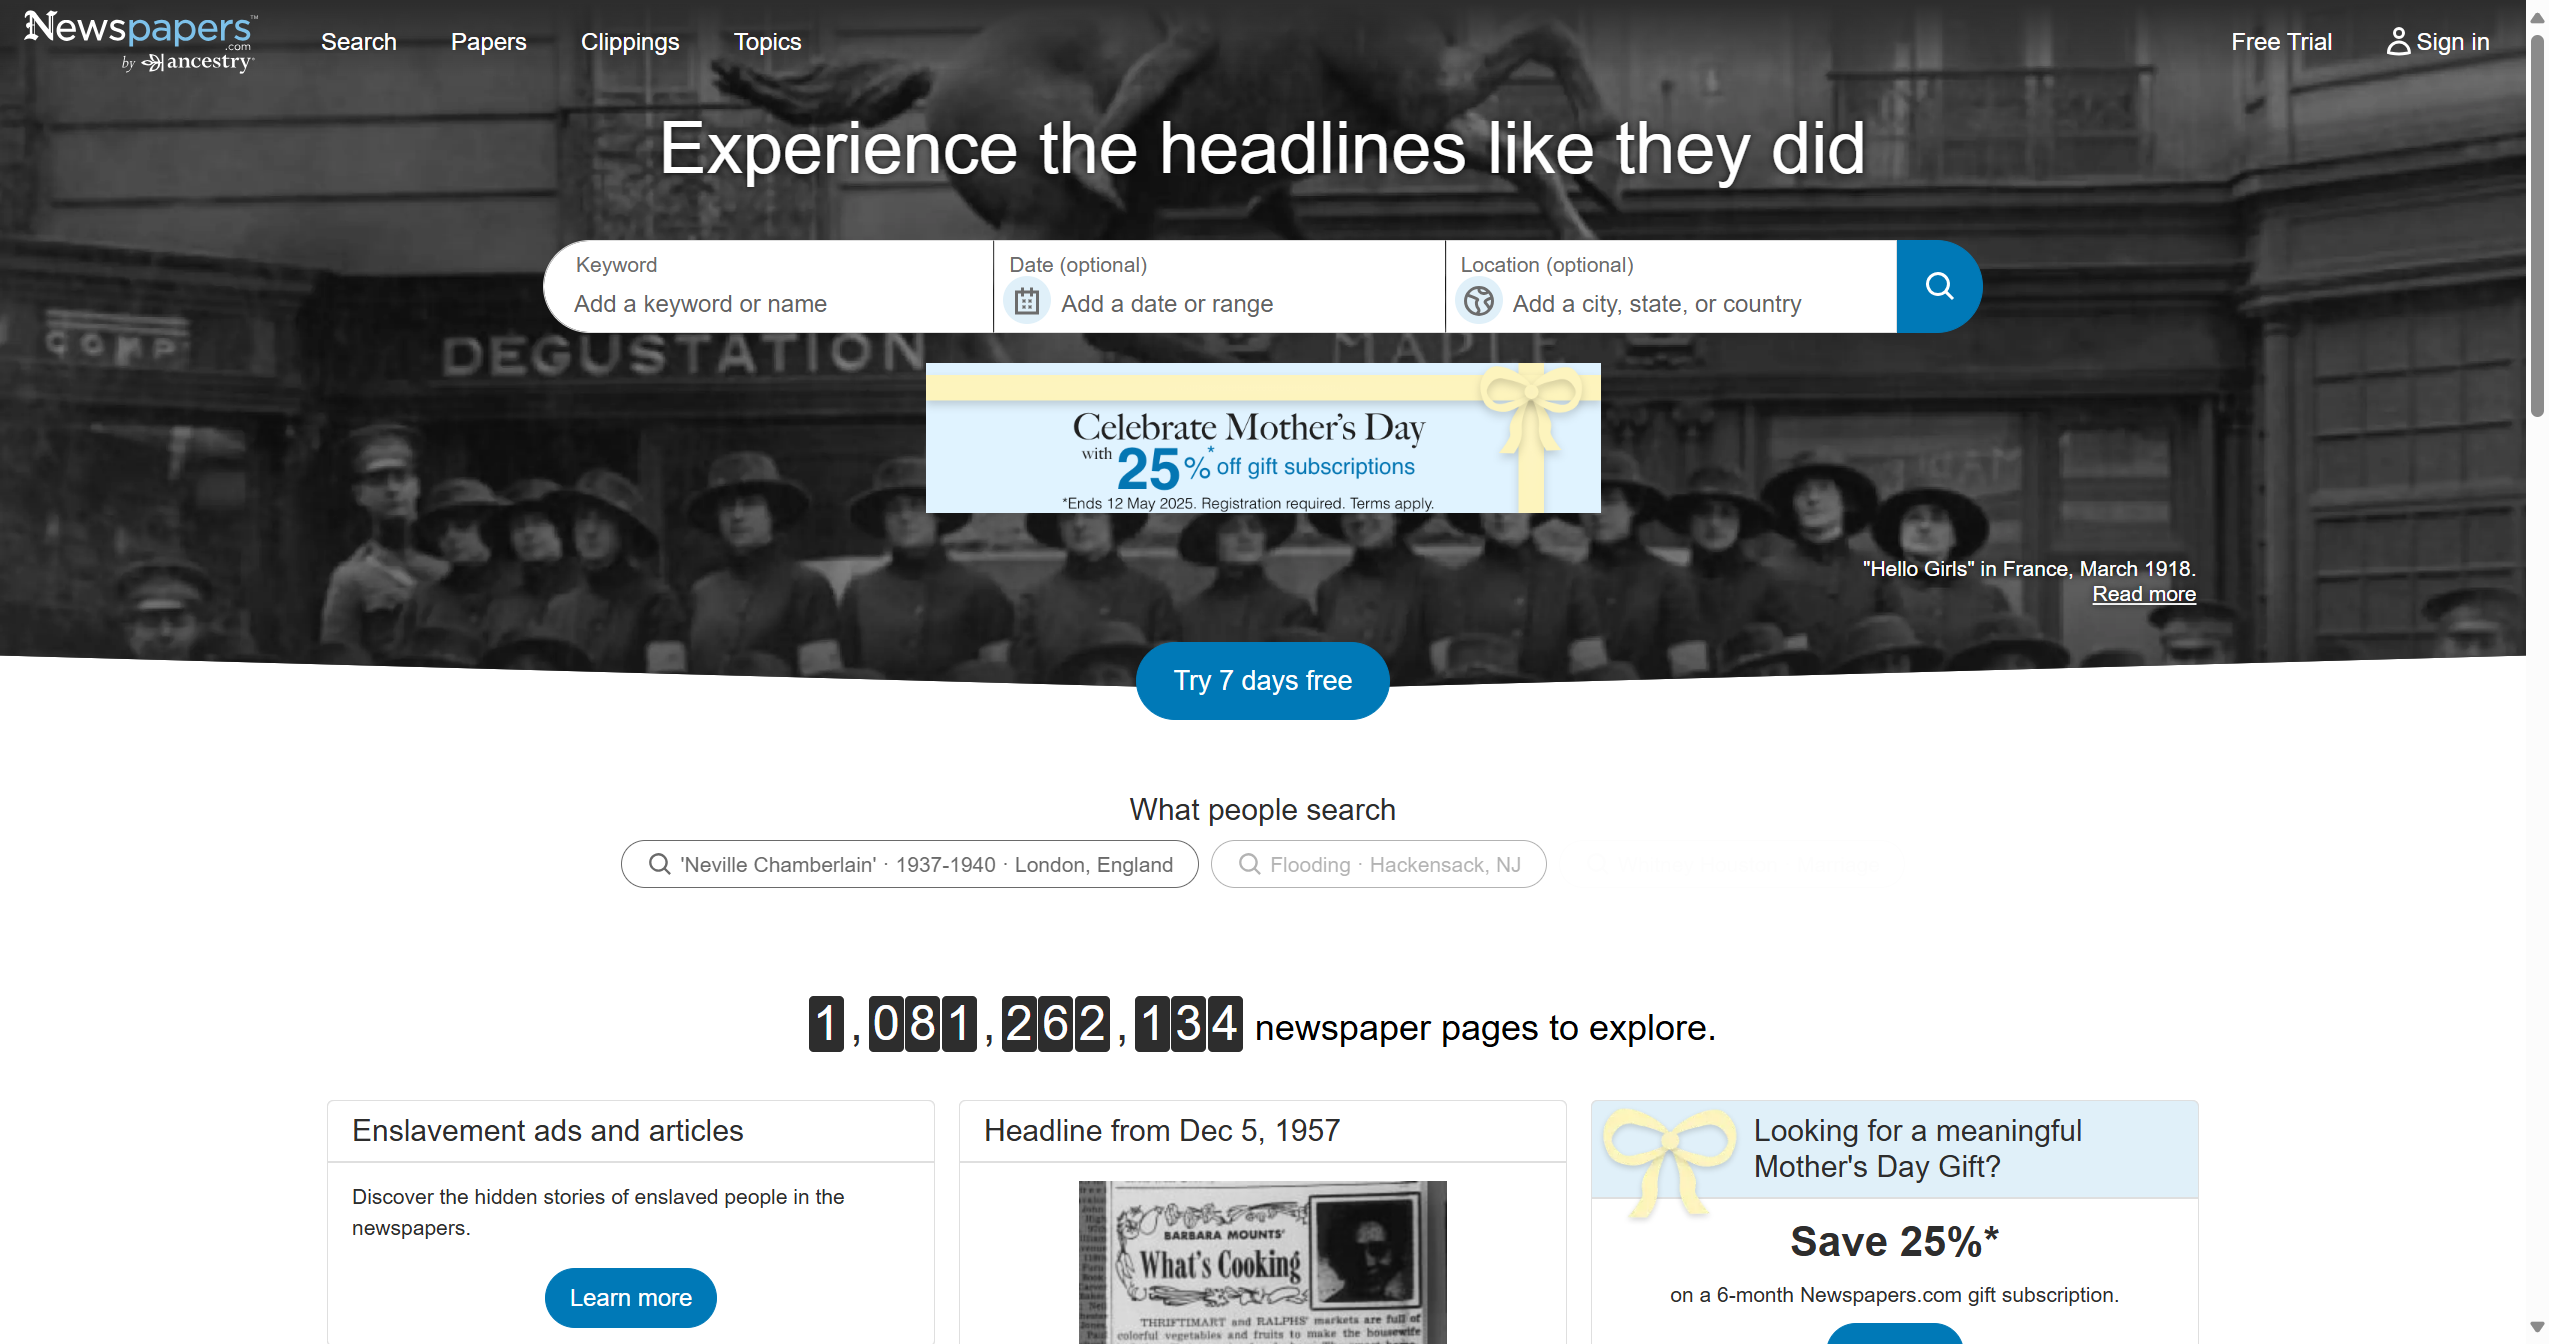 Newspapers™
.com
by ancestry
Search
Papers
Clippings
Topics
Free Trial
Sign in
Experience the headlines like they did
Keyword
Add a keyword or name
Date (optional)
Add a date or range
Location (optional)
Add a city, state, or country
COMP
DEGUSTATION
MAPLE
Celebrate Mother's Day
with 25%* off gift subscriptions
*Ends 12 May 2025. Registration required. Terms apply.
"Hello Girls" in France, March 1918.
Read more
Try 7 days free
What people search
'Neville Chamberlain' · 1937-1940 · London, England
Flooding · Hackensack, NJ
1,081,262,134 newspaper pages to explore.
Enslavement ads and articles
Discover the hidden stories of enslaved people in the
newspapers.
Learn more
Headline from Dec 5, 1957
BARBARA MOUNTS'
What's Cooking
THRIFTIMART and RALPHS' markets are full of
colorful vegetables and fruits to make the housewife
Looking for a meaningful
Mother's Day Gift?
Save 25%*
on a 6-month Newspapers.com gift subscription.